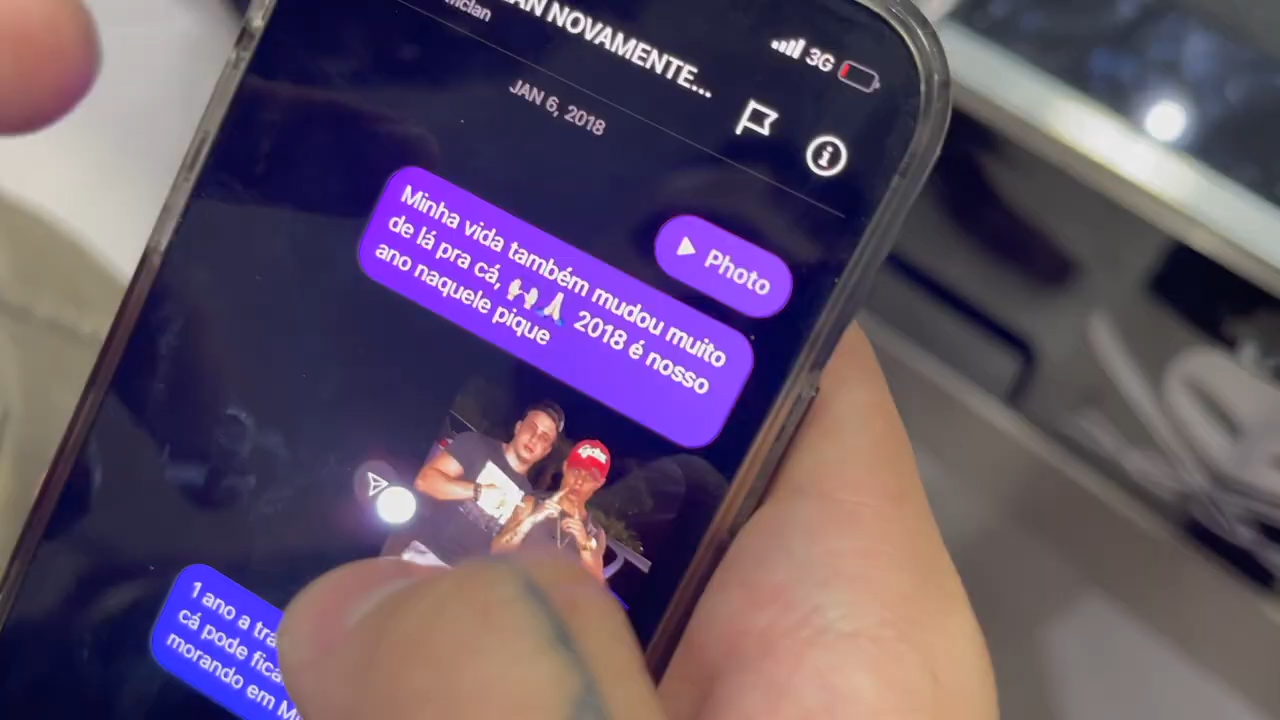 NOVAMENTE...
3G
JAN 6, 2018
Photo
Minha vida também mudou muito
de lá pra cá, 🙌🏻🙏🏻 2018 é nosso
ano naquele pique
1 ano a
cá pode
morando em